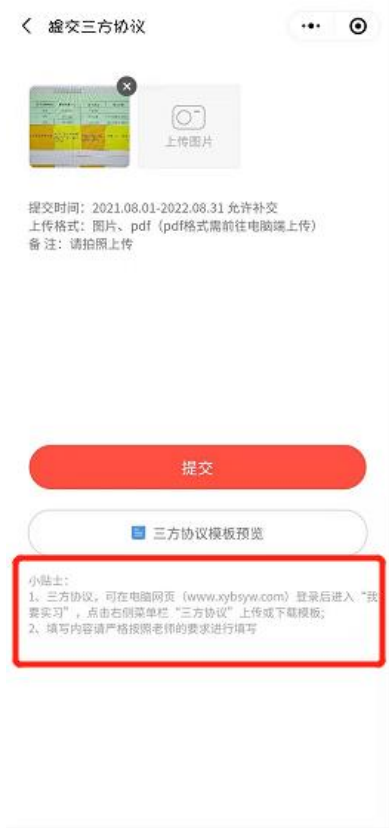 提交三方协议
上传图片
提交时间：2021.08.01-2022.08.31 允许补交
上传格式：图片、pdf（pdf格式需前往电脑端上传）
备 注：请拍照上传
提交
三方协议模板预览
小贴士：
1、三方协议，可在电脑网页（www.xybsyw.com）登录后进入“我
要实习”，点击右侧菜单栏“三方协议”上传或下载模板;
2、填写内容请严格按照老师的要求进行填写